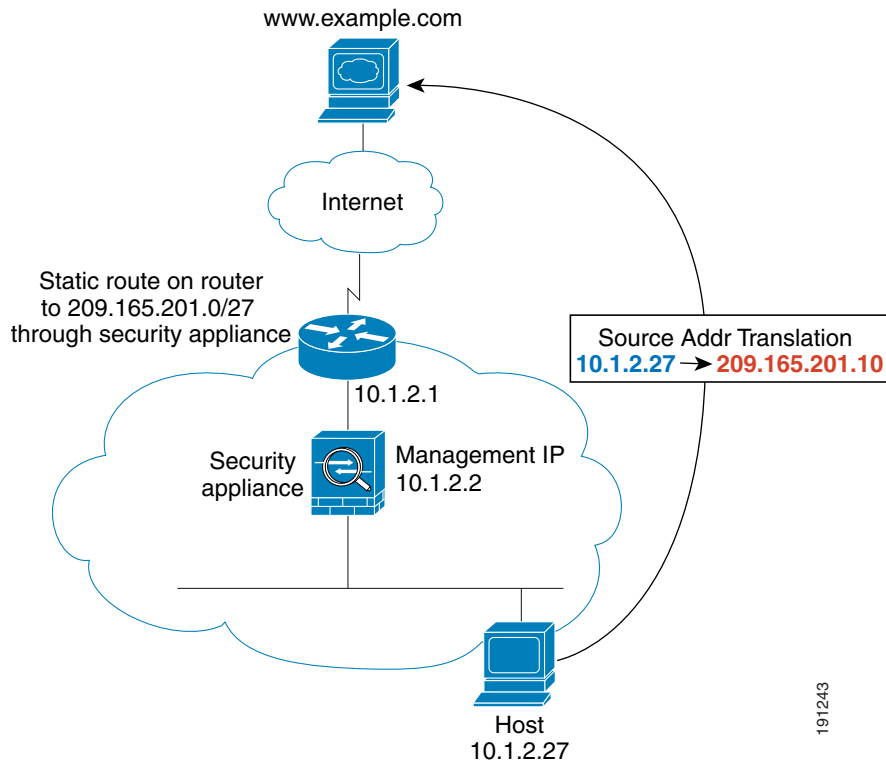 www.example.com
Internet
Static route on router
to 209.165.201.0/27
through security appliance
Source Addr Translation
10.1.2.27 → 209.165.201.10
10.1.2.1
Security
appliance
Management IP
10.1.2.2
Host
10.1.2.27
191243